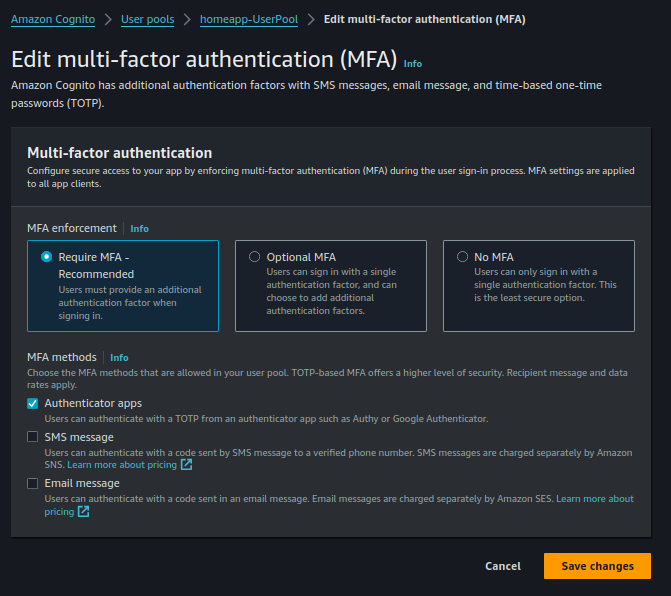 Amazon Cognito > User pools > homeapp-UserPool > Edit multi-factor authentication (MFA)
Edit multi-factor authentication (MFA) Info
Amazon Cognito has additional authentication factors with SMS messages, email message, and time-based one-time
passwords (TOTP).
Multi-factor authentication
Configure secure access to your app by enforcing multi-factor authentication (MFA) during the user sign-in process. MFA settings are applied
to all app clients.
MFA enforcement | Info
Require MFA -
Recommended
Users must provide an additional
authentication factor when
signing in.
Optional MFA
Users can sign in with a single
authentication factor, and can
choose to add additional
authentication factors.
No MFA
Users can only sign in with a
single authentication factor. This
is the least secure option.
MFA methods | Info
Choose the MFA methods that are allowed in your user pool. TOTP-based MFA offers a higher level of security. Recipient message and data
rates apply.
Authenticator apps
Users can authenticate with a TOTP from an authenticator app such as Authy or Google Authenticator.
SMS message
Users can authenticate with a code sent by SMS message to a verified phone number. SMS messages are charged separately by Amazon
SNS. Learn more about pricing
Email message
Users can authenticate with a code sent in an email message. Email messages are charged separately by Amazon SES. Learn more about
pricing
Cancel
Save changes